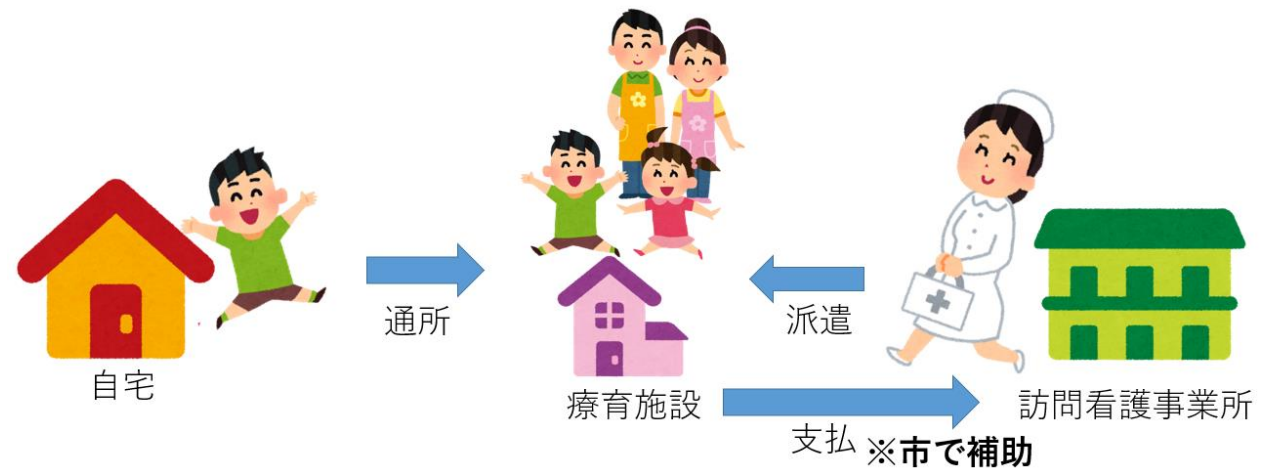 通所
派遣
自宅
療育施設
訪問看護事業所
支払 ※市で補助